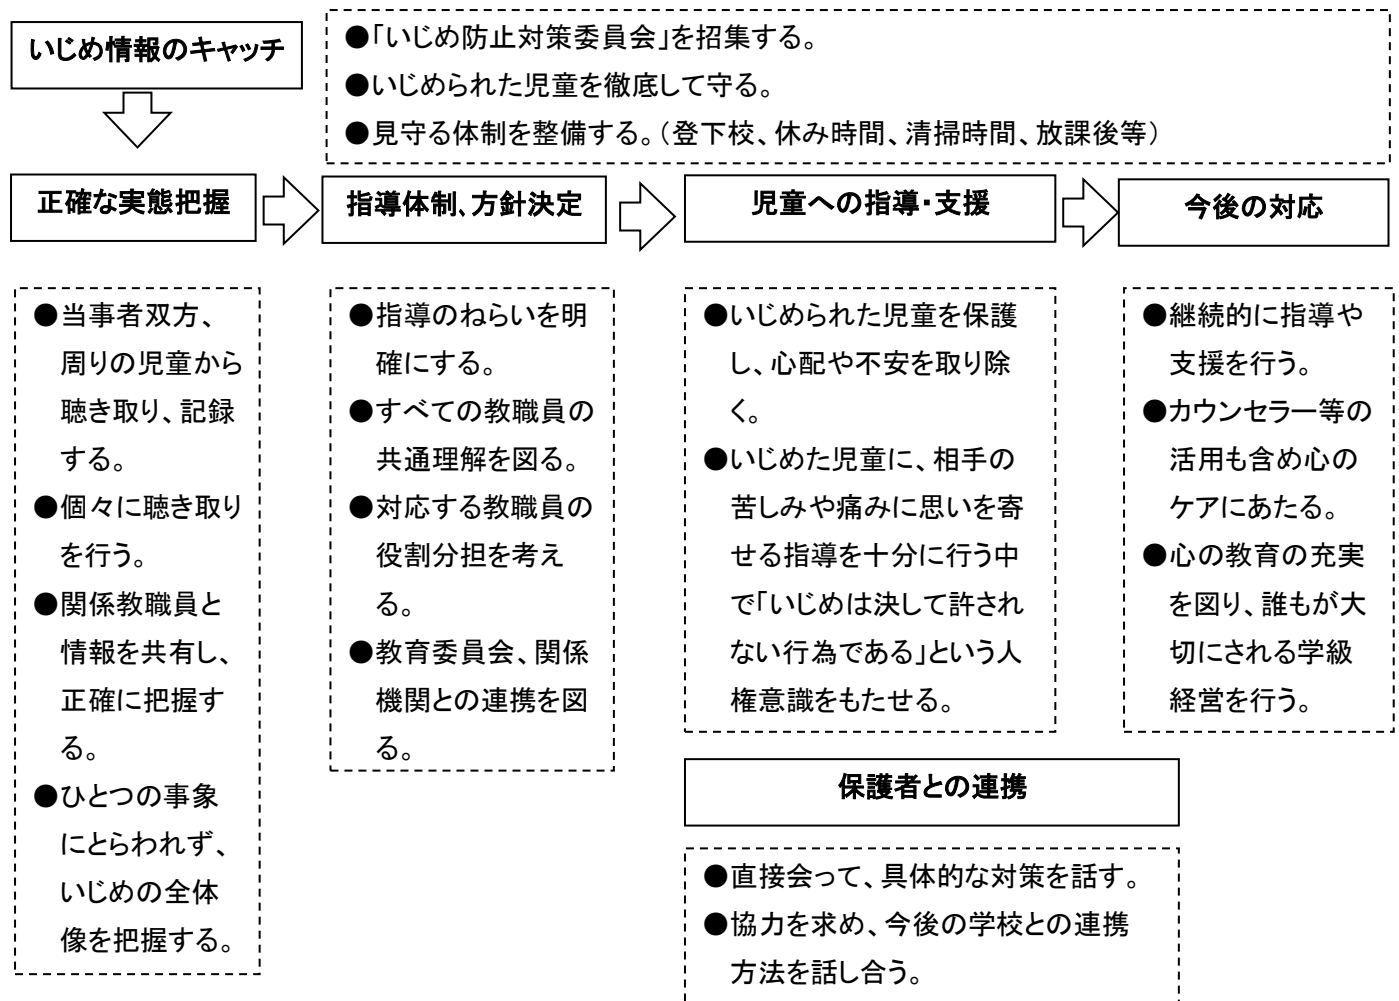 いじめ情報のキャッチ
●「いじめ防止対策委員会」を招集する。
●いじめられた児童を徹底して守る。
●見守る体制を整備する。（登下校、休み時間、清掃時間、放課後等）
正確な実態把握
指導体制、方針決定
児童への指導・支援
今後の対応
●当事者双方、
周りの児童から
聴き取り、記録
する。
●個々に聴き取り
を行う。
●関係教職員と
情報を共有し、
正確に把握す
る。
●ひとつの事象
にとらわれず、
いじめの全体
像を把握する。
●指導のねらいを明
確にする。
●すべての教職員の
共通理解を図る。
●対応する教職員の
役割分担を考え
る。
●教育委員会、関係
機関との連携を図
る。
●いじめられた児童を保護
し、心配や不安を取り除
く。
●いじめた児童に、相手の
苦しみや痛みに思いを寄
せる指導を十分に行う中
で「いじめは決して許され
ない行為である」という人
権意識をもたせる。
●継続的に指導や
支援を行う。
●カウンセラー等の
活用も含め心の
ケアにあたる。
●心の教育の充実
を図り、誰もが大
切にされる学級
経営を行う。
保護者との連携
●直接会って、具体的な対策を話す。
●協力を求め、今後の学校との連携
方法を話し合う。